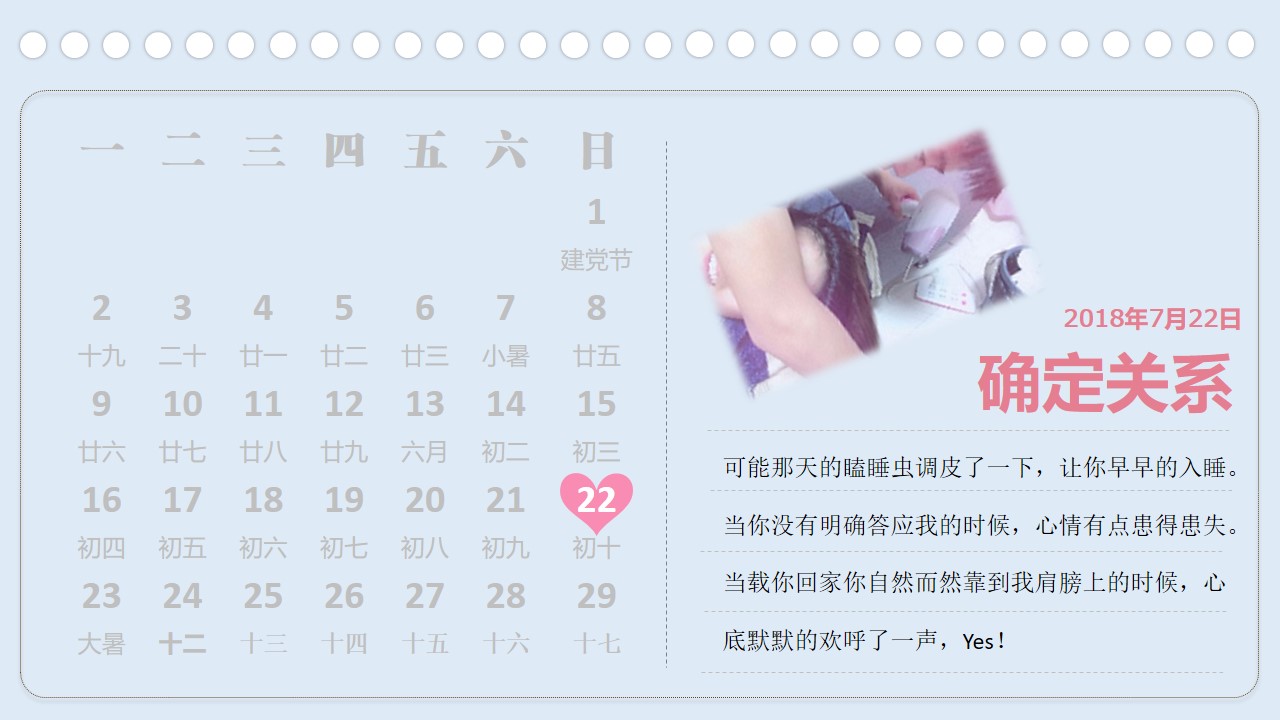 一 二 三 四 五 六 日
1
建党节
2 3 4 5 6 7 8
十九 二十 廿一 廿二 廿三 小暑 廿五
9 10 11 12 13 14 15
廿六 廿七 廿八 廿九 六月 初二 初三
16 17 18 19 20 21 22
初四 初五 初六 初七 初八 初九 初十
23 24 25 26 27 28 29
大暑 十二 十三 十四 十五 十六 十七
2018年7月22日
确定关系
可能那天的瞌睡虫调皮了一下，让你早早的入睡。
当你没有明确答应我的时候，心情有点患得患失。
当载你回家你自然而然靠到我肩膀上的时候，心
底默默的欢呼了一声，Yes！